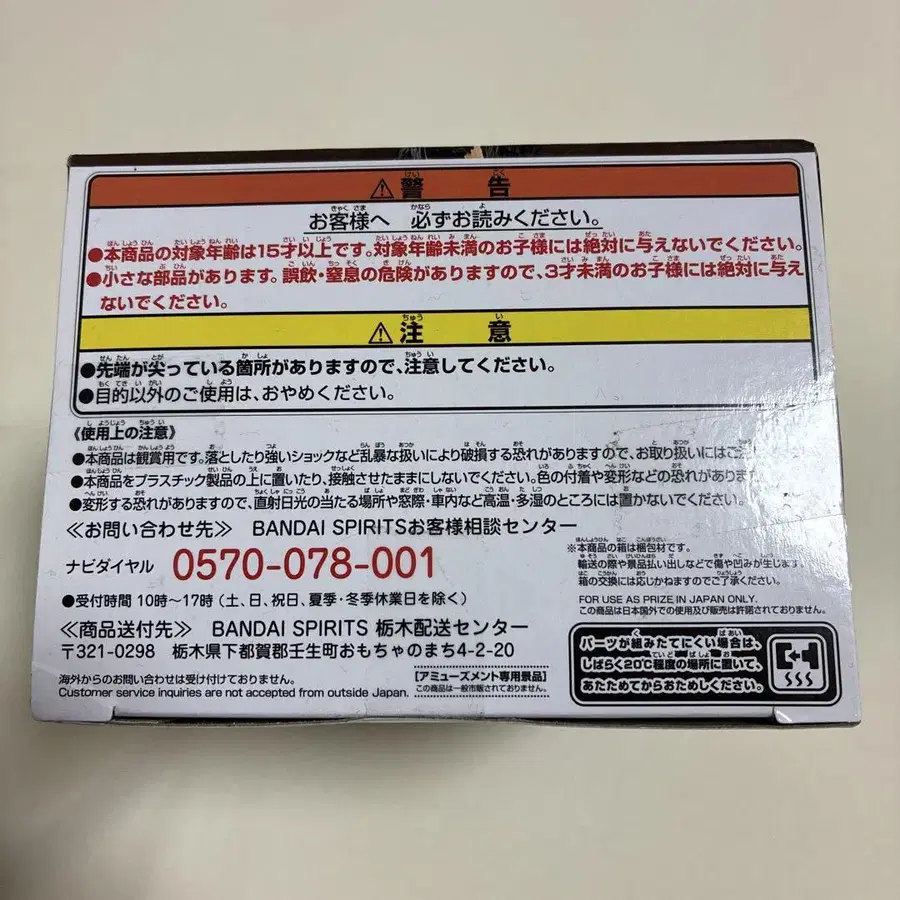 ⚠警告
お客様へ 必ずお読みください。
●本商品の対象年齢は15才以上です。対象年齢未満のお子様には絶対に与えないでください。
●小さな部品があります。誤飲・窒息の危険がありますので、3才未満のお子様には絶対に与え
ないでください。
⚠注意
●先端が尖っている箇所がありますので、注意してください。
●目的以外のご使用は、おやめください。
《使用上の注意》
●本商品は観賞用です。落としたり強いショックなど乱暴な扱いにより破損する恐れがありますので、お取り扱いにはご
●本商品をプラスチック製品の上に置いたり、接触させたままにしないでください。色の付着や変形などの恐れがあります
●変形する恐れがありますので、直射日光の当たる場所や窓際・車内など高温・多湿のところには置かないでください。
≪お問い合わせ先≫ BANDAI SPIRITSお客様相談センター
ナビダイヤル 0570-078-001
●受付時間 10時～17時(土、日、祝日、夏季・冬季休業日を除く)
≪商品送付先≫ BANDAI SPIRITS 栃木配送センター
〒321-0298 栃木県下都賀郡壬生町おもちゃのまち4-2-20
海外からのお問い合わせは受け付けておりません。
Customer service inquiries are not accepted from outside Japan.
[アミューズメント専用景品]
この商品は一般市販されておりません。
※本商品の箱は梱包材です。
輸送の際や景品払い出しなどで傷や凹みが生じ
箱の交換には応じかねますのでご了承ください。
FOR USE AS PRIZE IN JAPAN ONLY.
この商品は日本国外での使用及び販売は許諾されておりません。
パーツが組みたてにくい場合は、
しばらく20℃程度の場所に置いて、
あたためてからおためしください。